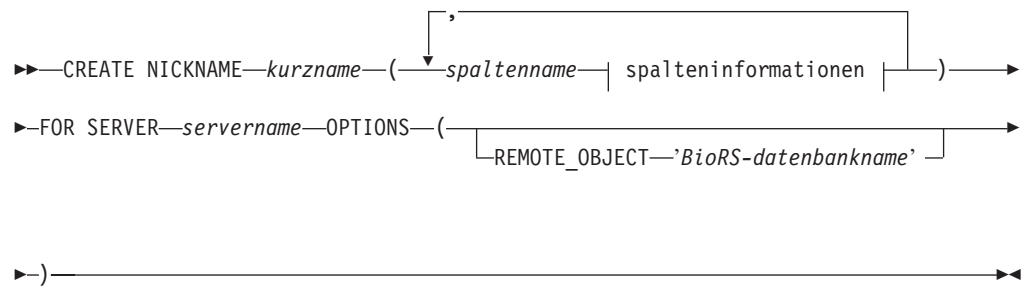 ,
CREATE NICKNAME kurzname ( spaltenname spalteninformationen )
FOR SERVER servername OPTIONS (
REMOTE_OBJECT ’BioRS-datenbankname’
)